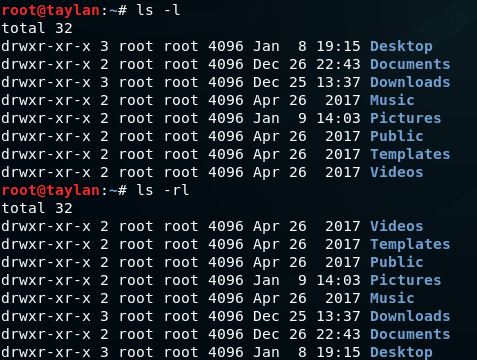 root@taylan:~# ls -l
total 32
drwxr-xr-x 3 root root 4096 Jan  8 19:15 Desktop
drwxr-xr-x 2 root root 4096 Dec 26 22:43 Documents
drwxr-xr-x 3 root root 4096 Dec 25 13:37 Downloads
drwxr-xr-x 2 root root 4096 Apr 26  2017 Music
drwxr-xr-x 2 root root 4096 Jan  9 14:03 Pictures
drwxr-xr-x 2 root root 4096 Apr 26  2017 Public
drwxr-xr-x 2 root root 4096 Apr 26  2017 Templates
drwxr-xr-x 2 root root 4096 Apr 26  2017 Videos
root@taylan:~# ls -rl
total 32
drwxr-xr-x 2 root root 4096 Apr 26  2017 Videos
drwxr-xr-x 2 root root 4096 Apr 26  2017 Templates
drwxr-xr-x 2 root root 4096 Apr 26  2017 Public
drwxr-xr-x 2 root root 4096 Jan  9 14:03 Pictures
drwxr-xr-x 2 root root 4096 Apr 26  2017 Music
drwxr-xr-x 3 root root 4096 Dec 25 13:37 Downloads
drwxr-xr-x 2 root root 4096 Dec 26 22:43 Documents
drwxr-xr-x 3 root root 4096 Jan  8 19:15 Desktop